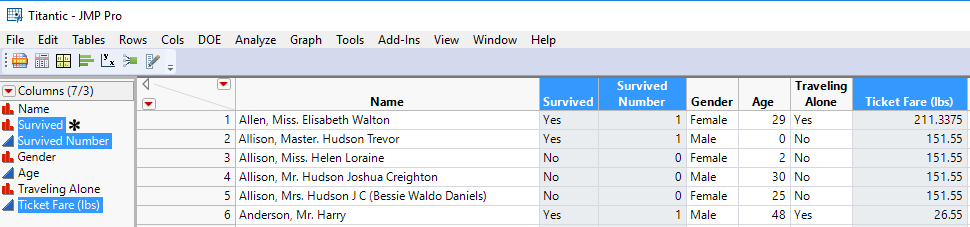 Titantic - JMP Pro
File Edit Tables Rows Cols DOE Analyze Graph Tools Add-Ins View Window Help
Columns (7/3)
Name
Survived *
Survived Number
Gender
Age
Traveling Alone
Ticket Fare (lbs)
Name Survived Survived Number Gender Age Traveling Alone Ticket Fare (lbs)
1 Allen, Miss. Elisabeth Walton Yes 1 Female 29 Yes 211.3375
2 Allison, Master. Hudson Trevor Yes 1 Male 0 No 151.55
3 Allison, Miss. Helen Loraine No 0 Female 2 No 151.55
4 Allison, Mr. Hudson Joshua Creighton No 0 Male 30 No 151.55
5 Allison, Mrs. Hudson J C (Bessie Waldo Daniels) No 0 Female 25 No 151.55
6 Anderson, Mr. Harry Yes 1 Male 48 Yes 26.55